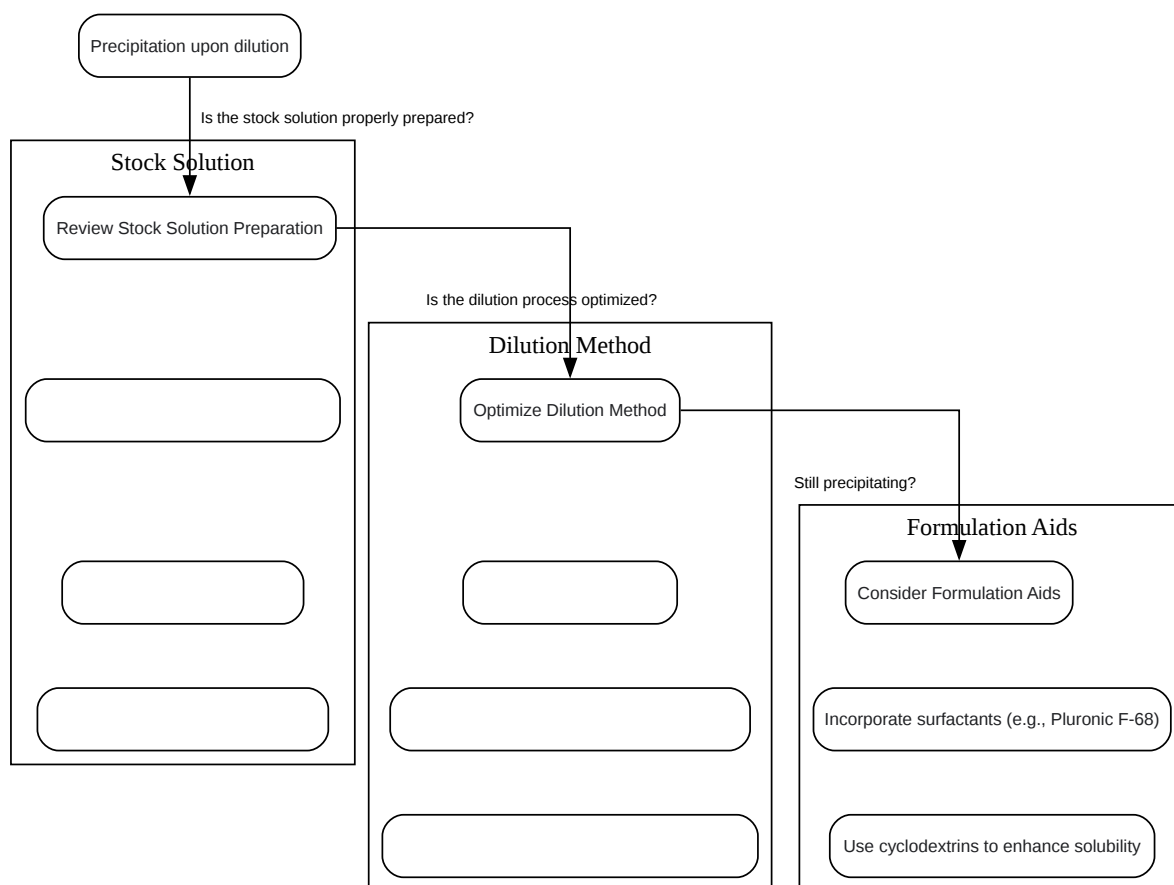 Precipitation upon dilution
Is the stock solution properly prepared?
Stock Solution
Review Stock Solution Preparation
Is the dilution process optimized?
Dilution Method
Optimize Dilution Method
Still precipitating?
Formulation Aids
Consider Formulation Aids
Incorporate surfactants (e.g., Pluronic F-68)
Use cyclodextrins to enhance solubility